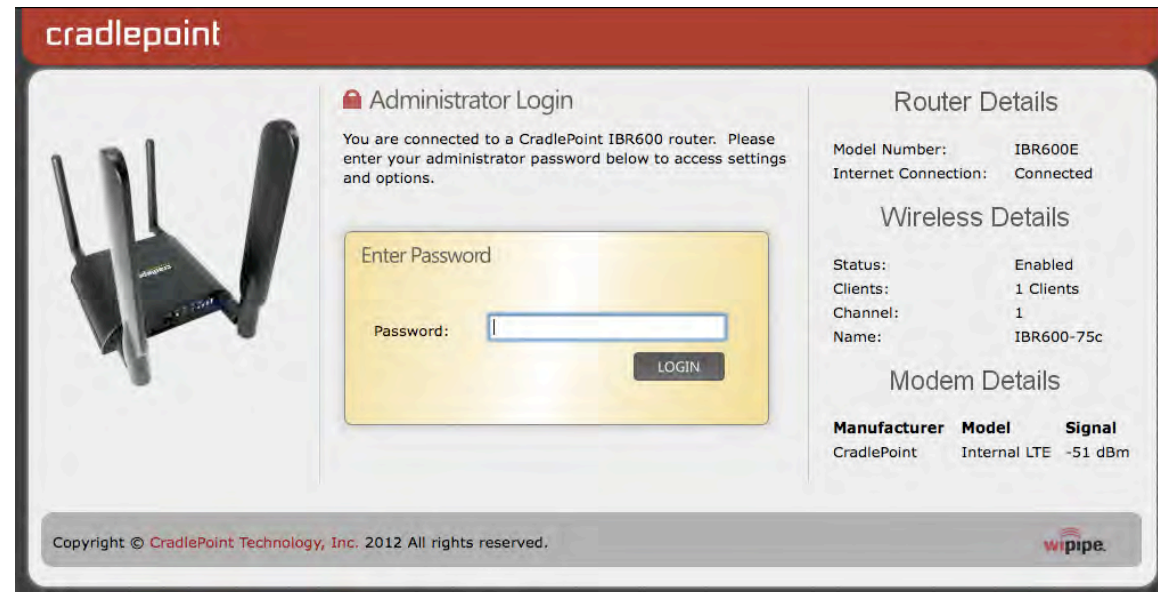 cradlepoint
Administrator Login
You are connected to a CradlePoint IBR600 router. Please
enter your administrator password below to access settings
and options.
Enter Password
Password:
LOGIN
Router Details
Model Number: IBR600E
Internet Connection: Connected
Wireless Details
Status: Enabled
Clients: 1 Clients
Channel: 1
Name: IBR600-75c
Modem Details
Manufacturer Model Signal
CradlePoint Internal LTE -51 dBm
Copyright © CradlePoint Technology, Inc. 2012 All rights reserved.
wipipe.